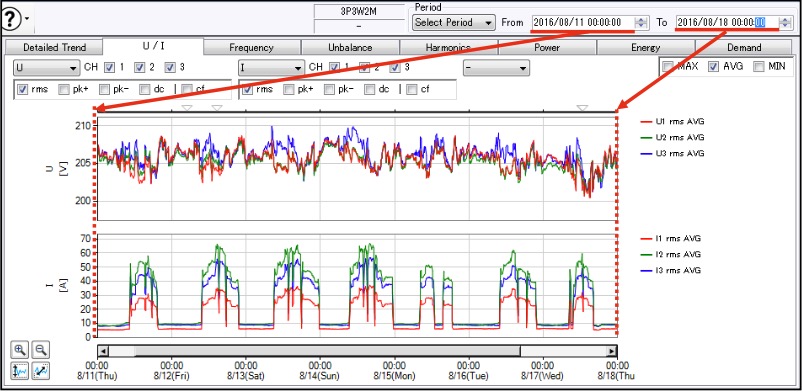 ?
3P3W2M
-
Period
Select Period From 2016/08/11 00:00:00 To 2016/08/18 00:00:00
Detailed Trend U / I Frequency Unbalance Harmonics Power Energy Demand
U CH 1 2 3 I CH 1 2 3 - MAX AVG MIN
rms pk+ pk- dc | cf rms pk+ pk- dc | cf
210
205
200
U
[V]
U1 rms AVG
U2 rms AVG
U3 rms AVG
70
60
50
40
30
20
10
0
I
[A]
I1 rms AVG
I2 rms AVG
I3 rms AVG
00:00 00:00 00:00 00:00 00:00 00:00 00:00 00:00
8/11(Thu) 8/12(Fri) 8/13(Sat) 8/14(Sun) 8/15(Mon) 8/16(Tue) 8/17(Wed) 8/18(Thu